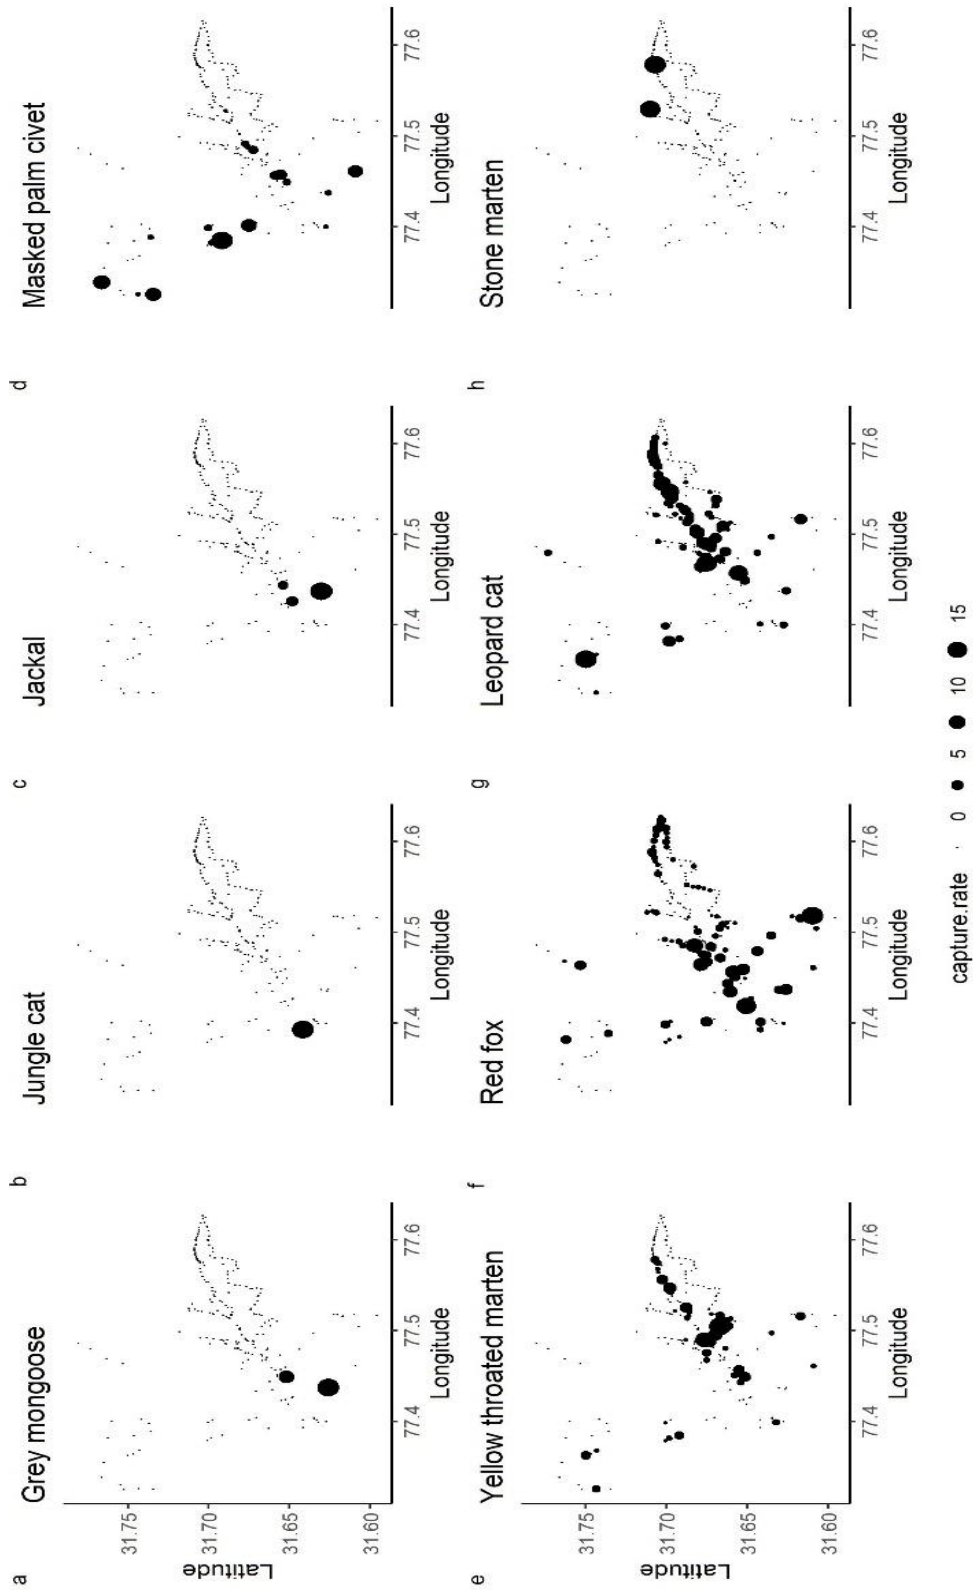 a
Grey mongoose
b
Jungle cat
c
Jackal
d
Masked palm civet
Latitude
31.75
31.70
31.65
31.60
77.4
77.5
77.6
77.4
77.5
77.6
77.4
77.5
77.6
77.4
77.5
77.6
Longitude
Longitude
Longitude
Longitude
e
Yellow throated marten
f
Red fox
g
Leopard cat
h
Stone marten
Latitude
31.75
31.70
31.65
31.60
77.4
77.5
77.6
77.4
77.5
77.6
77.4
77.5
77.6
77.4
77.5
77.6
Longitude
Longitude
Longitude
Longitude
capture.rate 0 5 10 15